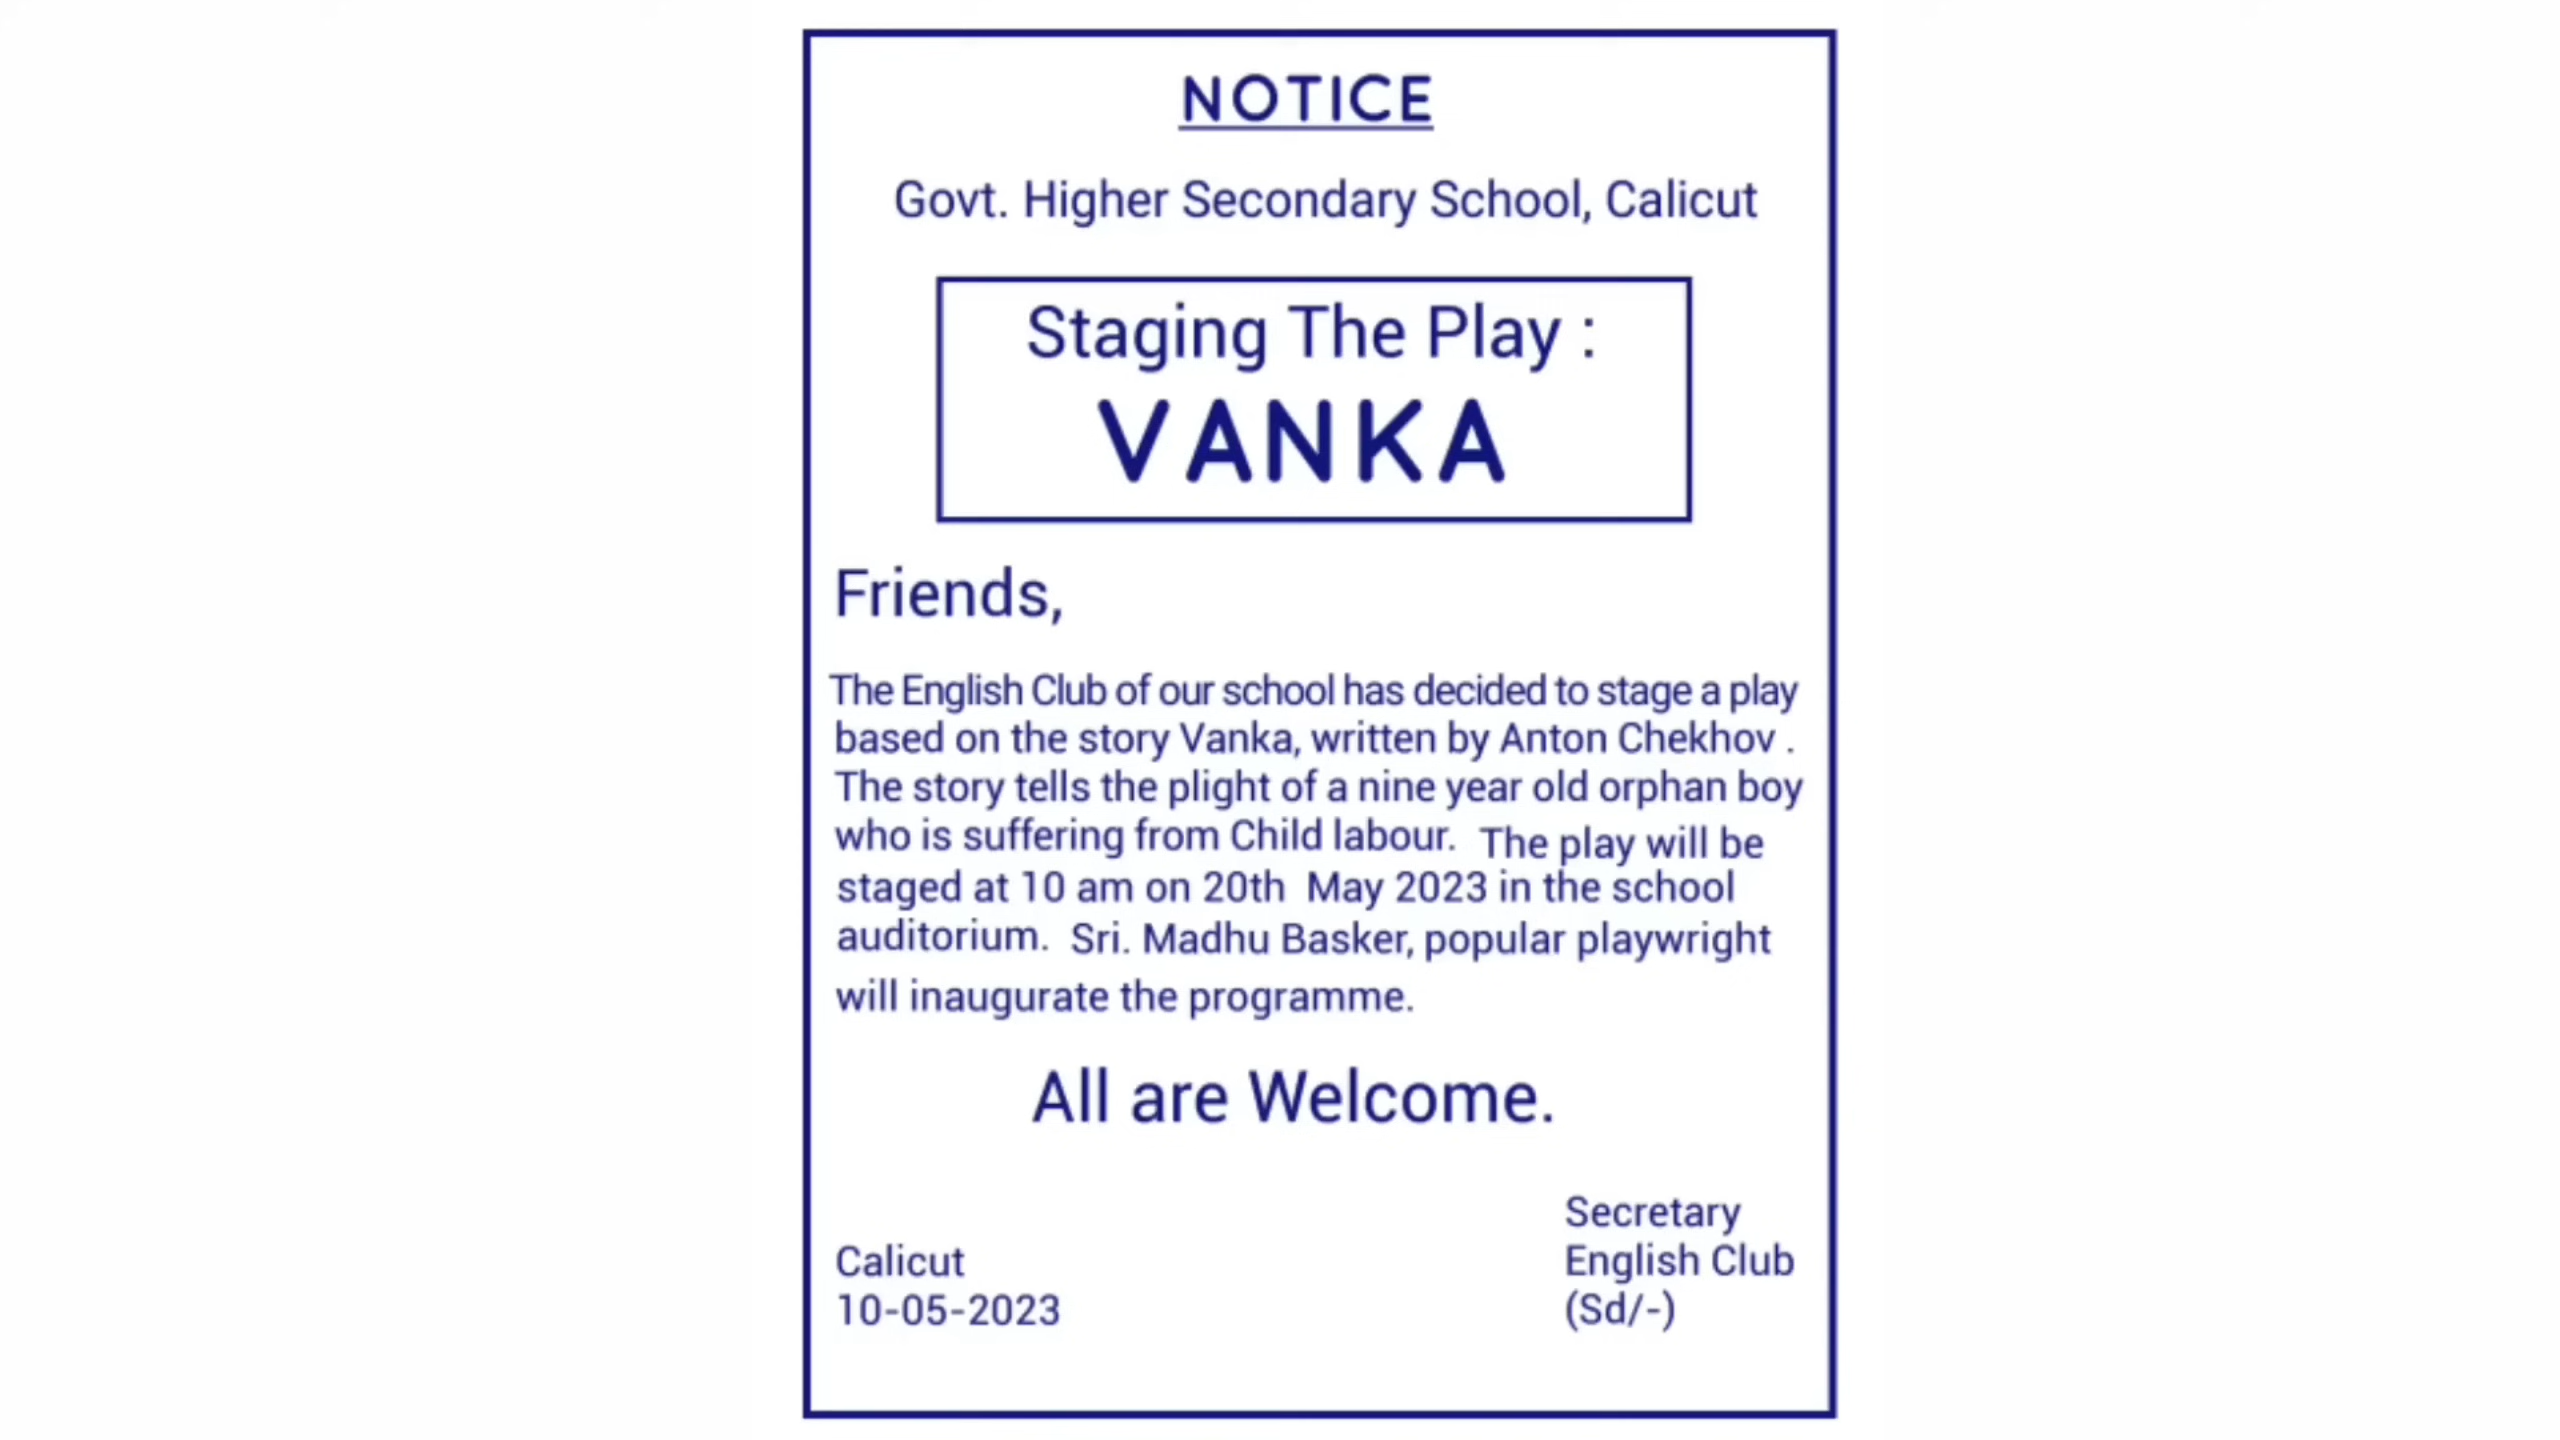 NOTICE
Govt. Higher Secondary School, Calicut
Staging The Play :
VANKA
Friends,
The English Club of our school has decided to stage a play
based on the story Vanka, written by Anton Chekhov .
The story tells the plight of a nine year old orphan boy
who is suffering from Child labour. The play will be
staged at 10 am on 20th May 2023 in the school
auditorium. Sri. Madhu Basker, popular playwright
will inaugurate the programme.
All are Welcome.
Calicut
10-05-2023
Secretary
English Club
(Sd/-)